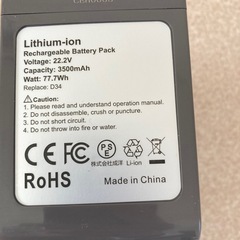 Lithium-ion
Rechargeable Battery Pack
Voltage: 22.2V
Capacity: 3500mAh
Watt: 77.7Wh
Replace: D34
CAUTION!
1. Please read and understand operation manual.
2. Do not disassemble, crush, or puncture.
3. Do not short circuit.
4. Do not throw into fire or water.
CE FC PS E
株式会社成洋 Li-ion
RoHS Made in China